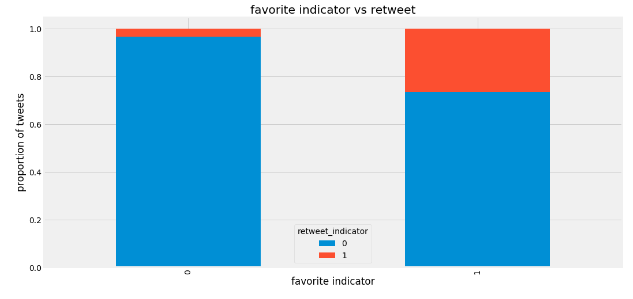 favorite indicator vs retweet
1.0
0.8
0.6
0.4
0.2
0.0
proportion of tweets
retweet_indicator
0
1
0
1
favorite indicator